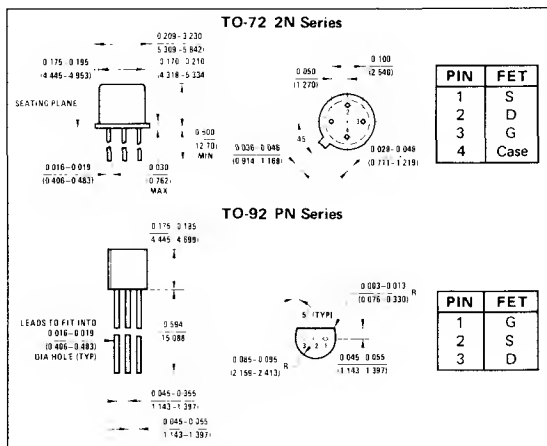 TO-72 2N Series
0.209-0.230
5.309-5.842)
0.175-0.195
(4.445-4.953)
0.170 0.210
(4.318-5.334
SEATING PLANE
0.500
12 70)
MIN
0.016-0.019
(0.406-0.483)
0.030
(0.762)
MAX
0.100
(2 540)
0.050
(1 270)
2
1
3
4
45
0.036-0.046
(0.914 1.168)
0.028-0.048
(0.711-1.219)
PIN FET
1 S
2 D
3 G
4 Case
TO-92 PN Series
0 175 0.185
4.445 4.699)
LEADS TO FIT INTO
0.016-0.019
(0.406-0.483)
DIA HOLE (TYP)
0.594
15 088
0.045-0.055
1 143-1 397)
0.045-0.055
1 143-1 397)
0.003-0.013 R
(0.076-0.330)
5 (TYP)
3 2 1
0.085-0.095 R
(2 159-2.413)
0.045 0.055
(1 143 1.397)
PIN FET
1 G
2 S
3 D